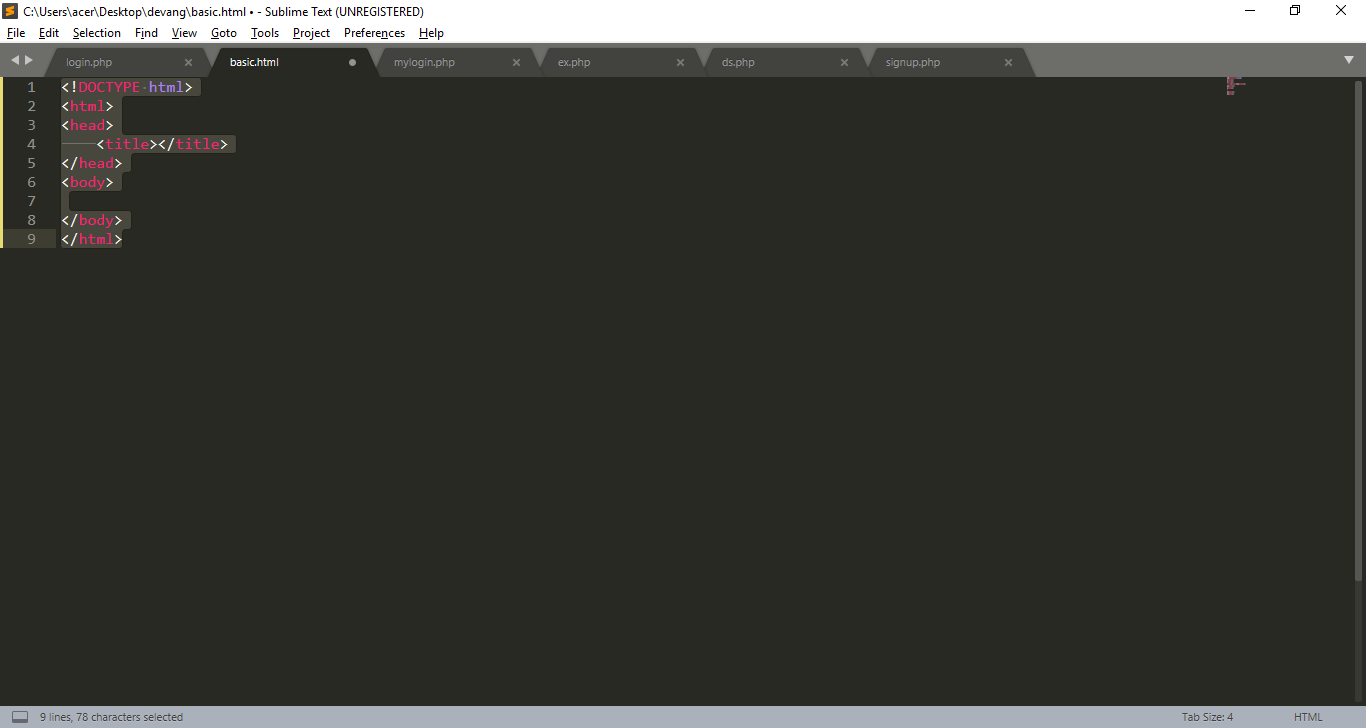 C:\Users\acer\Desktop\devang\basic.html • - Sublime Text (UNREGISTERED)
File Edit Selection Find View Goto Tools Project Preferences Help
login.php basic.html mylogin.php ex.php ds.php signup.php
1 <!DOCTYPE html>
2 <html>
3 <head>
4 <title></title>
5 </head>
6 <body>
7
8 </body>
9 </html>
9 lines, 78 characters selected Tab Size: 4 HTML